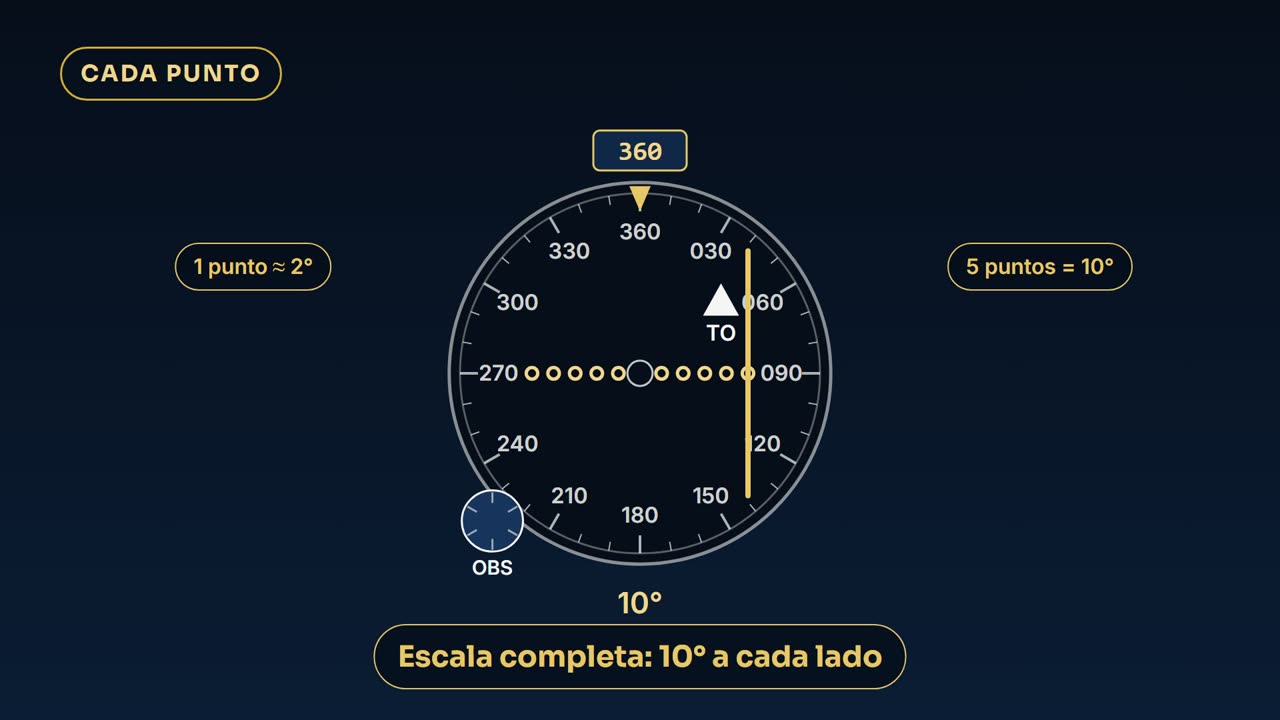 CADA PUNTO
360
1 punto ≈ 2°
5 puntos = 10°
360
330
030
300
060
TO
270
090
240
120
210
150
180
OBS
10°
Escala completa: 10° a cada lado